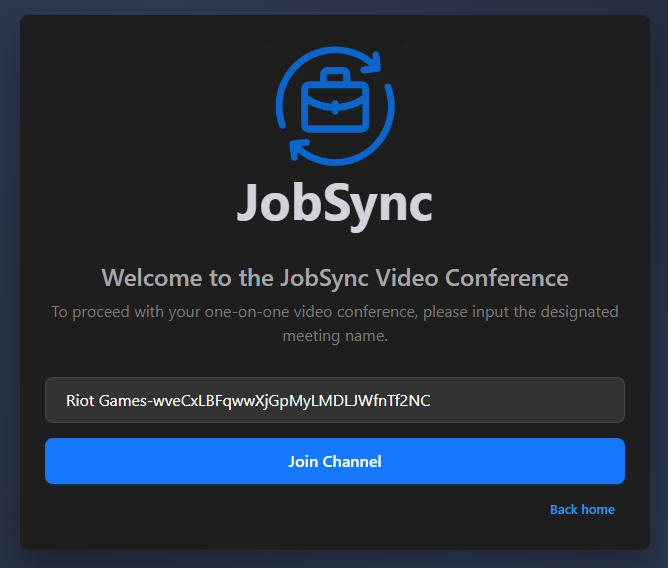 JobSync
Welcome to the JobSync Video Conference
To proceed with your one-on-one video conference, please input the designated
meeting name.
Riot Games-wveCxLBFqwwXjGpMyLMDLJWfnTf2NC
Join Channel
Back home